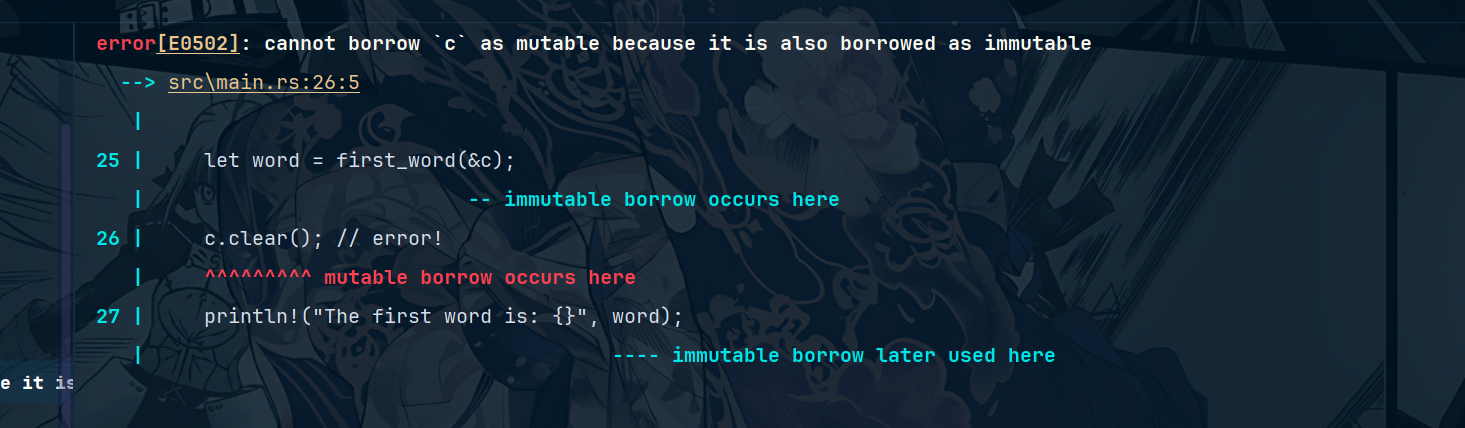 error[E0502]: cannot borrow `c` as mutable because it is also borrowed as immutable
  --> src\main.rs:26:5
   |
25 |     let word = first_word(&c);
   |                           -- immutable borrow occurs here
26 |     c.clear(); // error!
   |     ^^^^^^^^^ mutable borrow occurs here
27 |     println!("The first word is: {}", word);
   |                                       ---- immutable borrow later used here
e it is